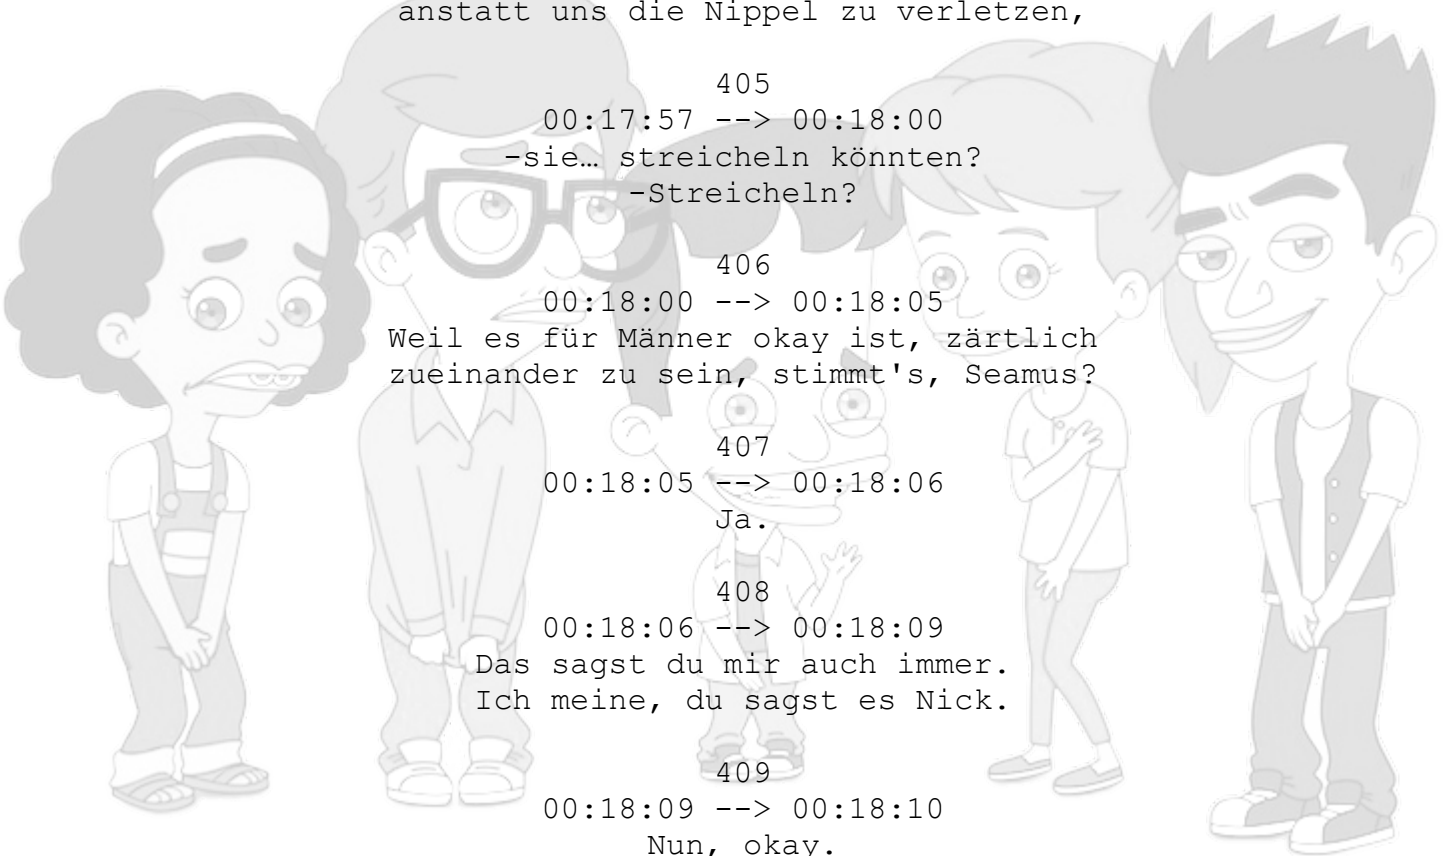 anstatt uns die Nippel zu verletzen,
405
00:17:57 --> 00:18:00
-sie… streicheln könnten?
-Streicheln?
406
00:18:00 --> 00:18:05
Weil es für Männer okay ist, zärtlich
zueinander zu sein, stimmt's, Seamus?
407
00:18:05 --> 00:18:06
Ja.
408
00:18:06 --> 00:18:09
Das sagst du mir auch immer.
Ich meine, du sagst es Nick.
409
00:18:09 --> 00:18:10
Nun, okay.